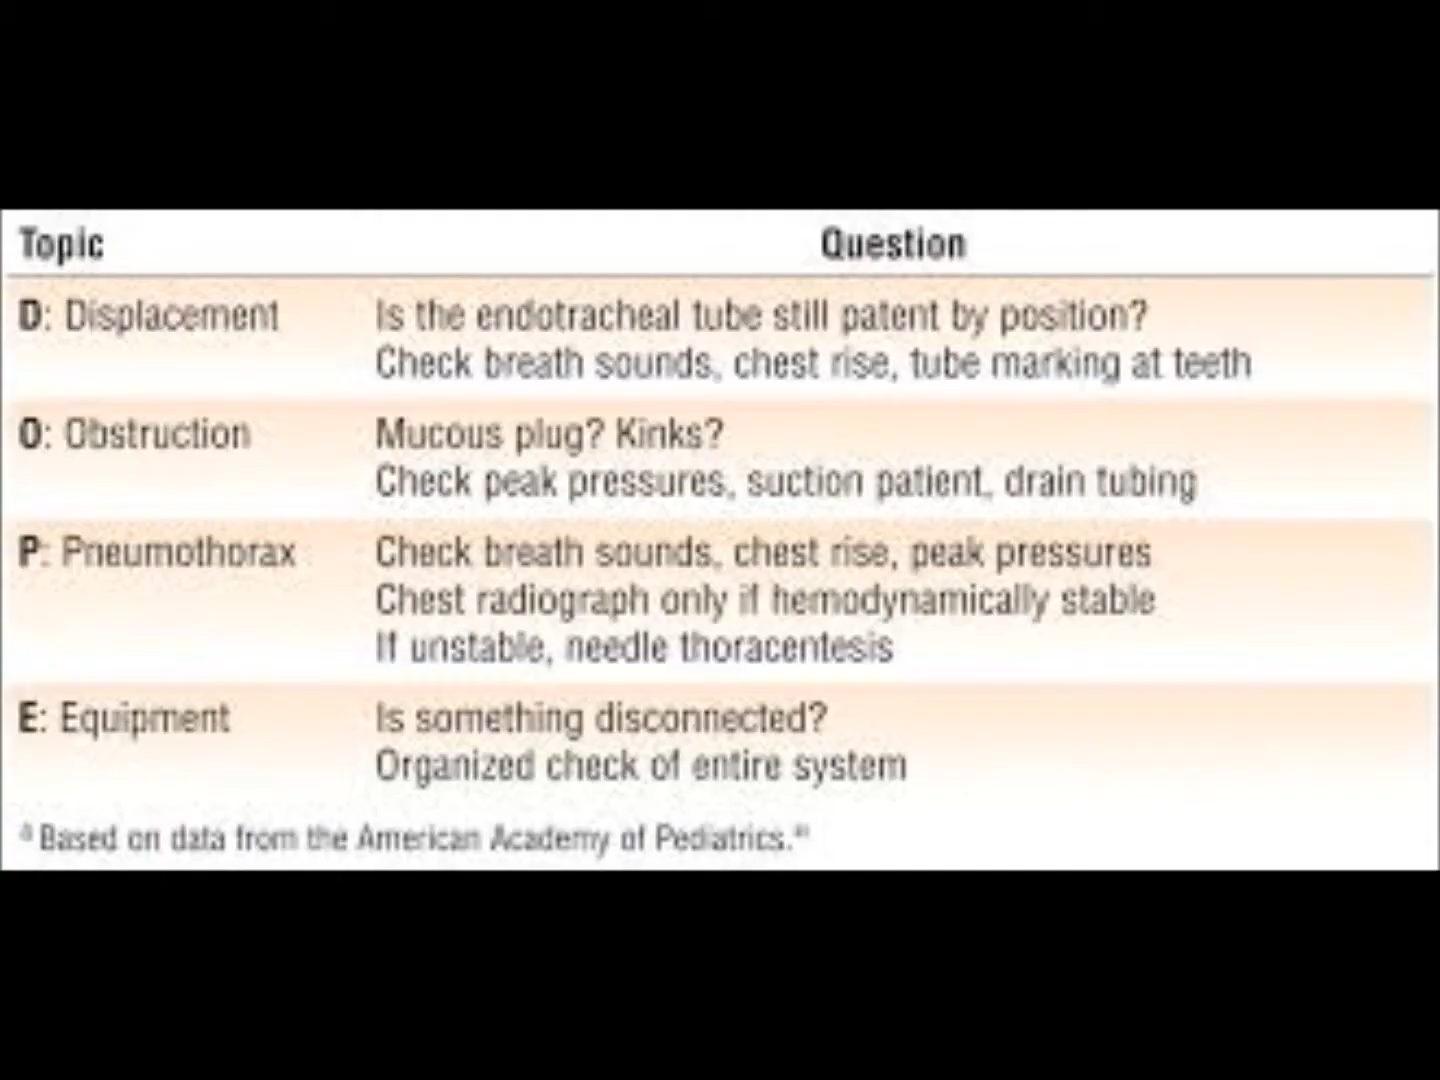 Topic Question
D: Displacement Is the endotracheal tube still patent by position?
Check breath sounds, chest rise, tube marking at teeth
O: Obstruction Mucous plug? Kinks?
Check peak pressures, suction patient, drain tubing
P: Pneumothorax Check breath sounds, chest rise, peak pressures
Chest radiograph only if hemodynamically stable
If unstable, needle thoracentesis
E: Equipment Is something disconnected?
Organized check of entire system
Based on data from the American Academy of Pediatrics.